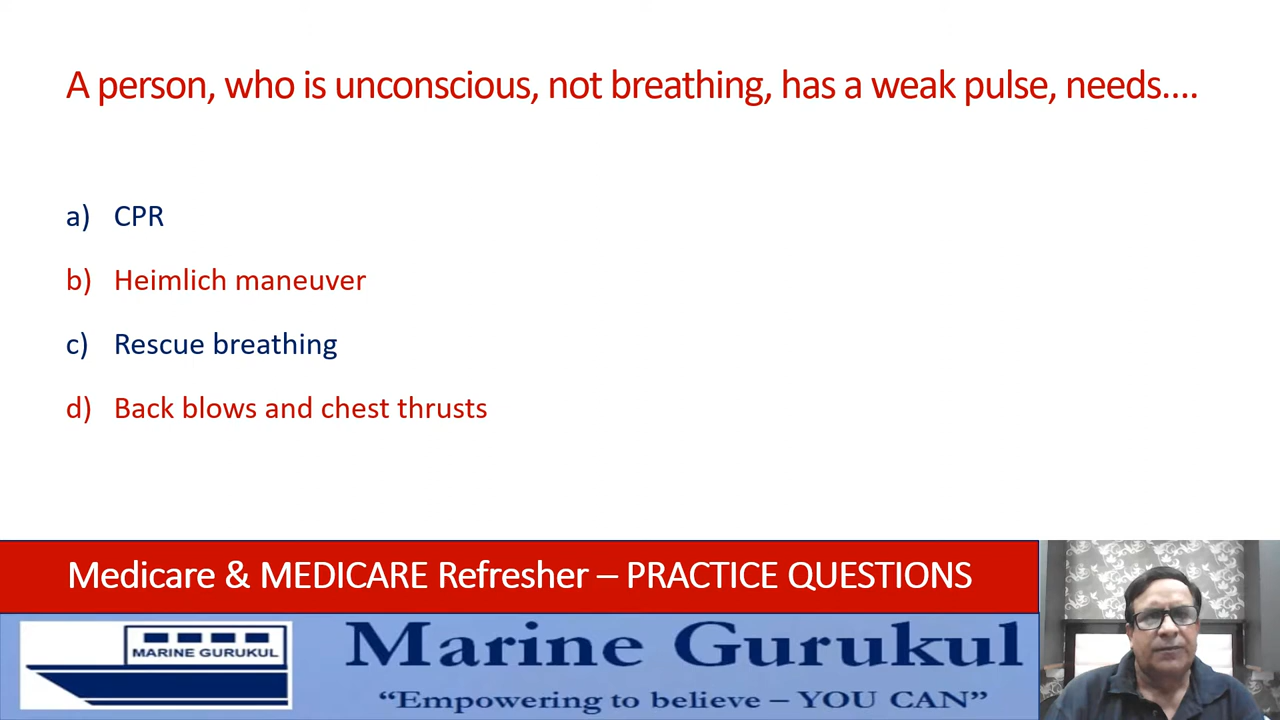 A person, who is unconscious, not breathing, has a weak pulse, needs....
a) CPR
b) Heimlich maneuver
c) Rescue breathing
d) Back blows and chest thrusts
Medicare & MEDICARE Refresher – PRACTICE QUESTIONS
MARINE GURUKUL
Marine Gurukul
“Empowering to believe – YOU CAN”